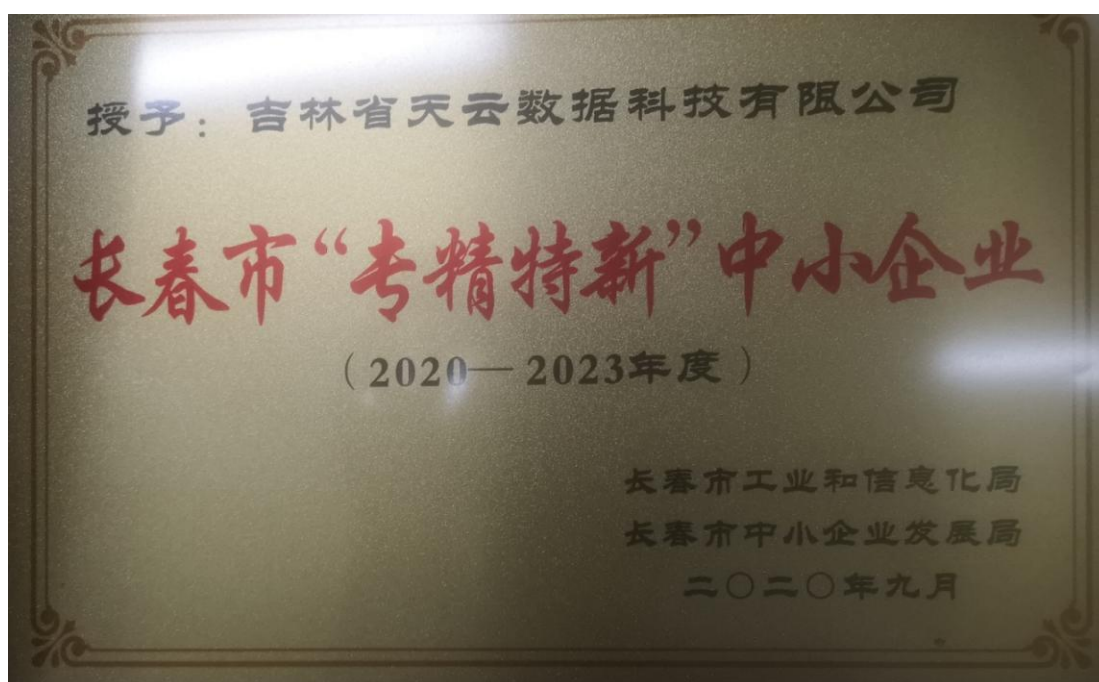 授予：吉林省天云数据科技有限公司
长春市“专精特新”中小企业
（2020—2023年度）
长春市工业和信息化局
长春市中小企业发展局
二〇二〇年九月